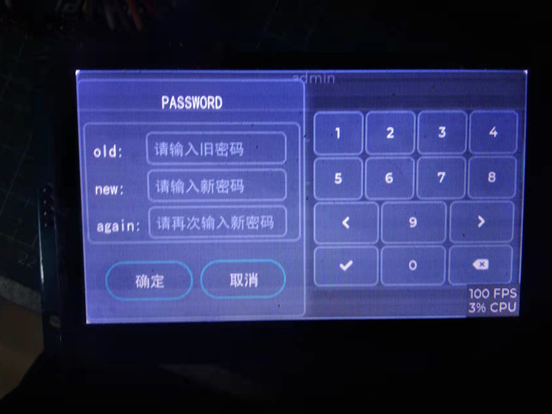 admin
PASSWORD
old: 请输入旧密码
new: 请输入新密码
again: 请再次输入新密码
确定 取消
1 2 3 4
5 6 7 8
< 9 >
✓ 0 ⌫
100 FPS
3% CPU